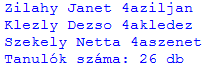 Zilahy Janet 4aziljan
Klezly Dezso 4akledez
Szekely Netta 4aszenet
Tanulók száma: 26 db